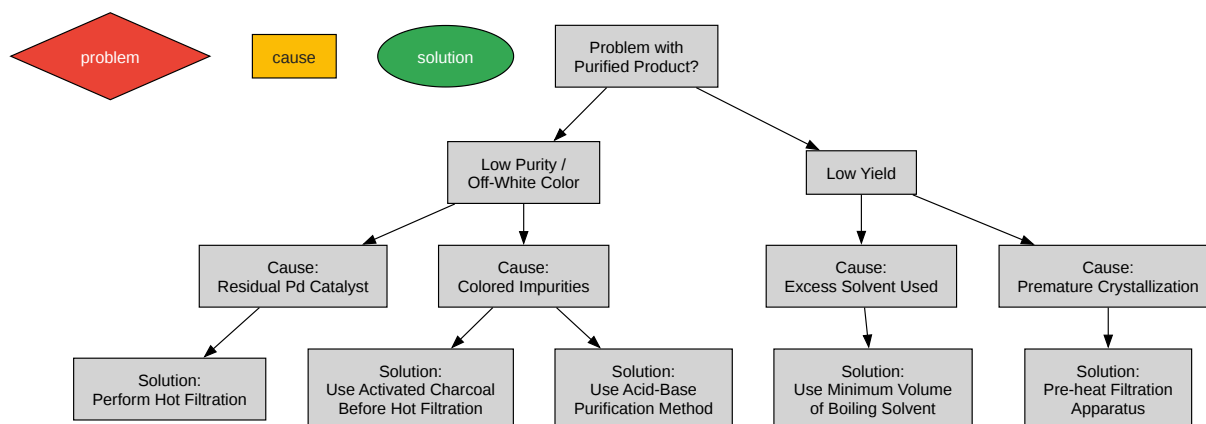 problem
cause
solution
Problem with
Purified Product?
Low Purity /
Off-White Color
Low Yield
Cause:
Residual Pd Catalyst
Cause:
Colored Impurities
Cause:
Excess Solvent Used
Cause:
Premature Crystallization
Solution:
Perform Hot Filtration
Solution:
Use Activated Charcoal
Before Hot Filtration
Solution:
Use Acid-Base
Purification Method
Solution:
Use Minimum Volume
of Boiling Solvent
Solution:
Pre-heat Filtration
Apparatus